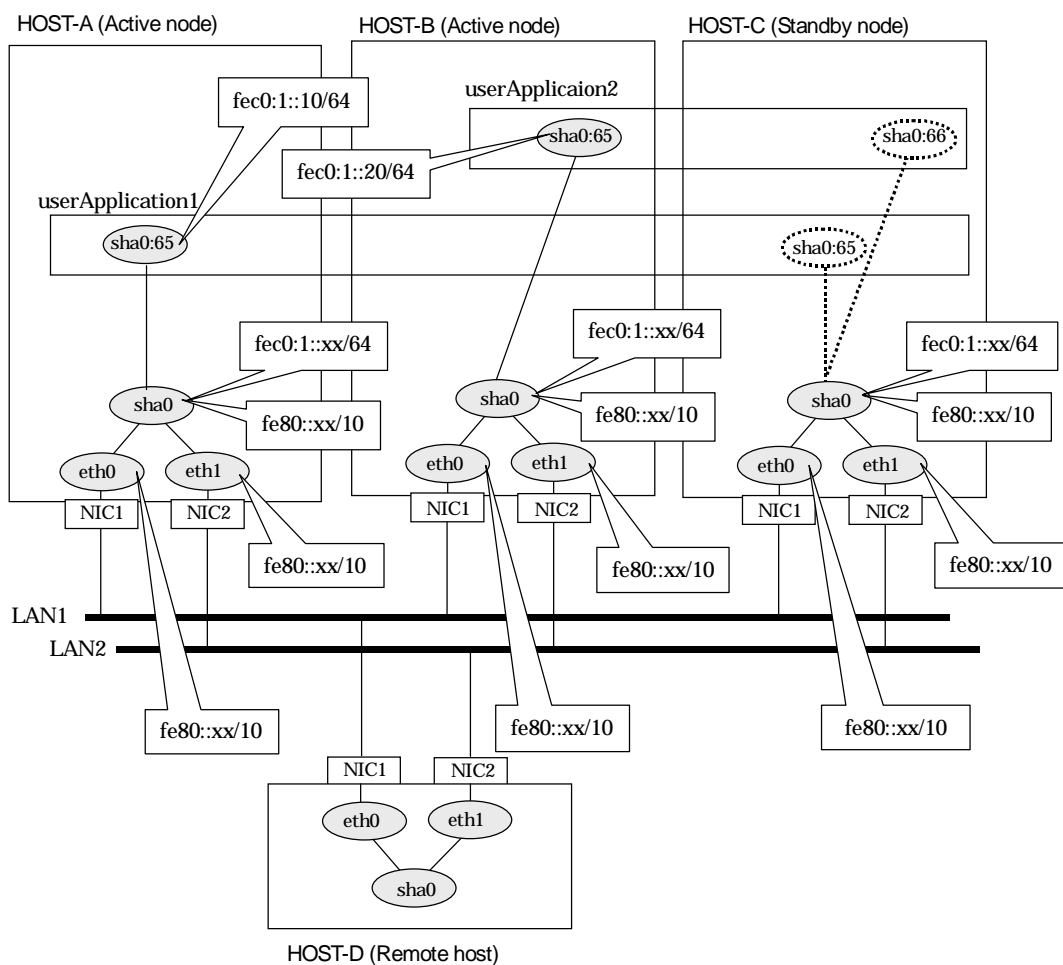 HOST-A (Active node)
HOST-B (Active node)
HOST-C (Standby node)
userApplicaion2
fec0:1::10/64
sha0:65
sha0:66
fec0:1::20/64
userApplication1
sha0:65
sha0:65
fec0:1::xx/64
fec0:1::xx/64
fec0:1::xx/64
sha0
sha0
sha0
fe80::xx/10
fe80::xx/10
fe80::xx/10
eth0
eth1
eth0
eth1
eth0
eth1
NIC1
NIC2
NIC1
NIC2
NIC1
NIC2
fe80::xx/10
fe80::xx/10
fe80::xx/10
LAN1
LAN2
fe80::xx/10
fe80::xx/10
fe80::xx/10
NIC1
NIC2
eth0
eth1
sha0
HOST-D (Remote host)